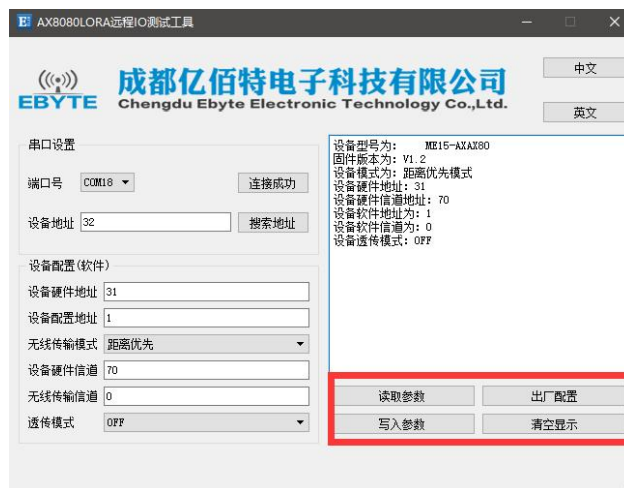 AX8080LORA远程IO测试工具
EBYTE
成都亿佰特电子科技有限公司
Chengdu Ebyte Electronic Technology Co.,Ltd.
中文
英文
串口设置
端口号 COM18 连接成功
设备地址 32 搜索地址
设备配置(软件)
设备硬件地址 31
设备配置地址 1
无线传输模式 距离优先
设备硬件信道 70
无线传输信道 0
透传模式 OFF
设备型号为: ME15-AXAX80
固件版本为: V1.2
设备模式为: 距离优先模式
设备硬件地址: 31
设备硬件信道地址: 70
设备软件地址为: 1
设备软件信道为: 0
设备透传模式: OFF
读取参数 出厂配置
写入参数 清空显示